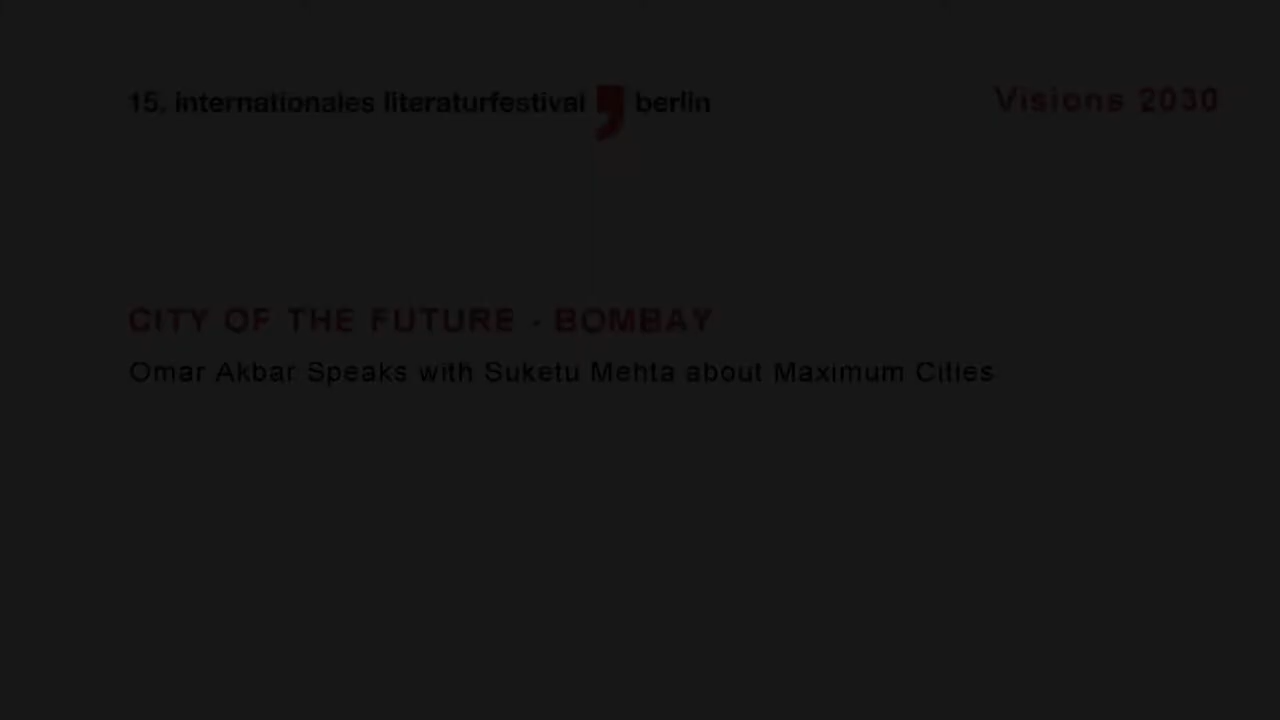 15. internationales literaturfestival , berlin
Visions 2030
CITY OF THE FUTURE - BOMBAY
Omar Akbar Speaks with Suketu Mehta about Maximum Cities